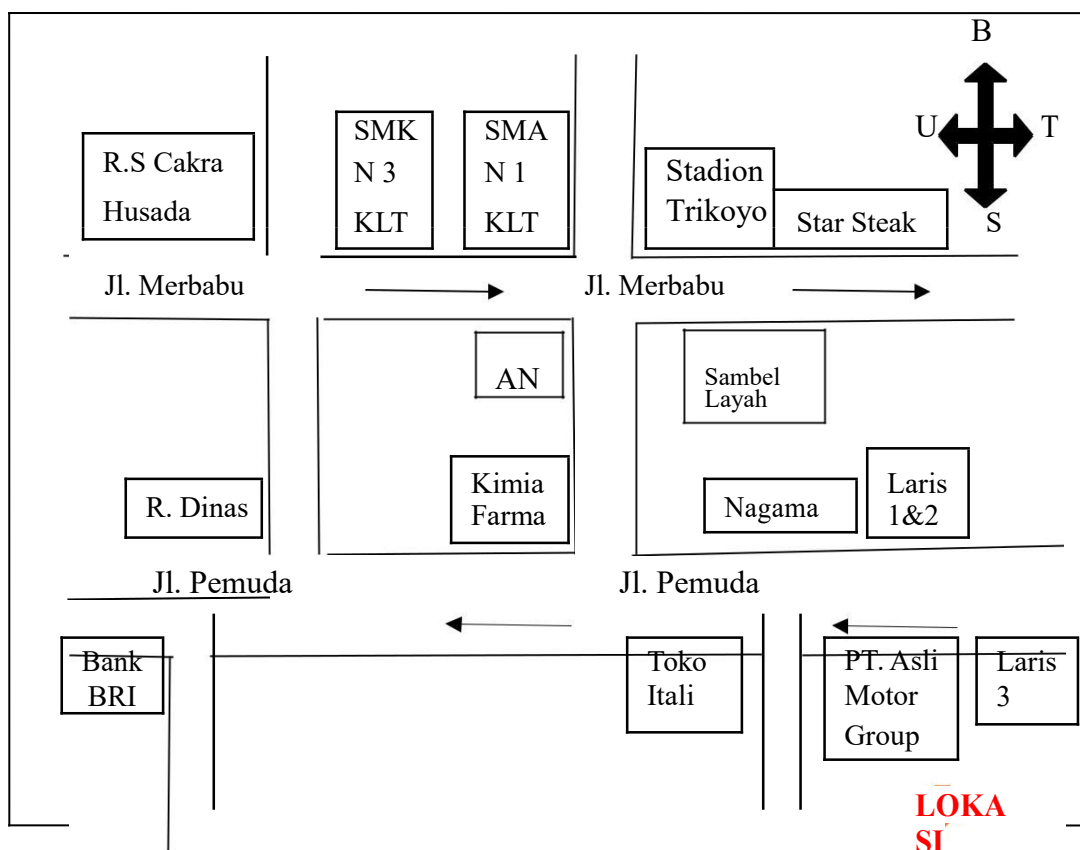 B
U
T
S
R.S Cakra
Husada
SMK
N 3
KLT
SMA
N 1
KLT
Stadion
Trikoyo
Star Steak
Jl. Merbabu
Jl. Merbabu
AN
Sambel
Layah
R. Dinas
Kimia
Farma
Nagama
Laris
1&2
Jl. Pemuda
Jl. Pemuda
Bank
BRI
Toko
Itali
PT. Asli
Motor
Group
Laris
3
LOKA
SI